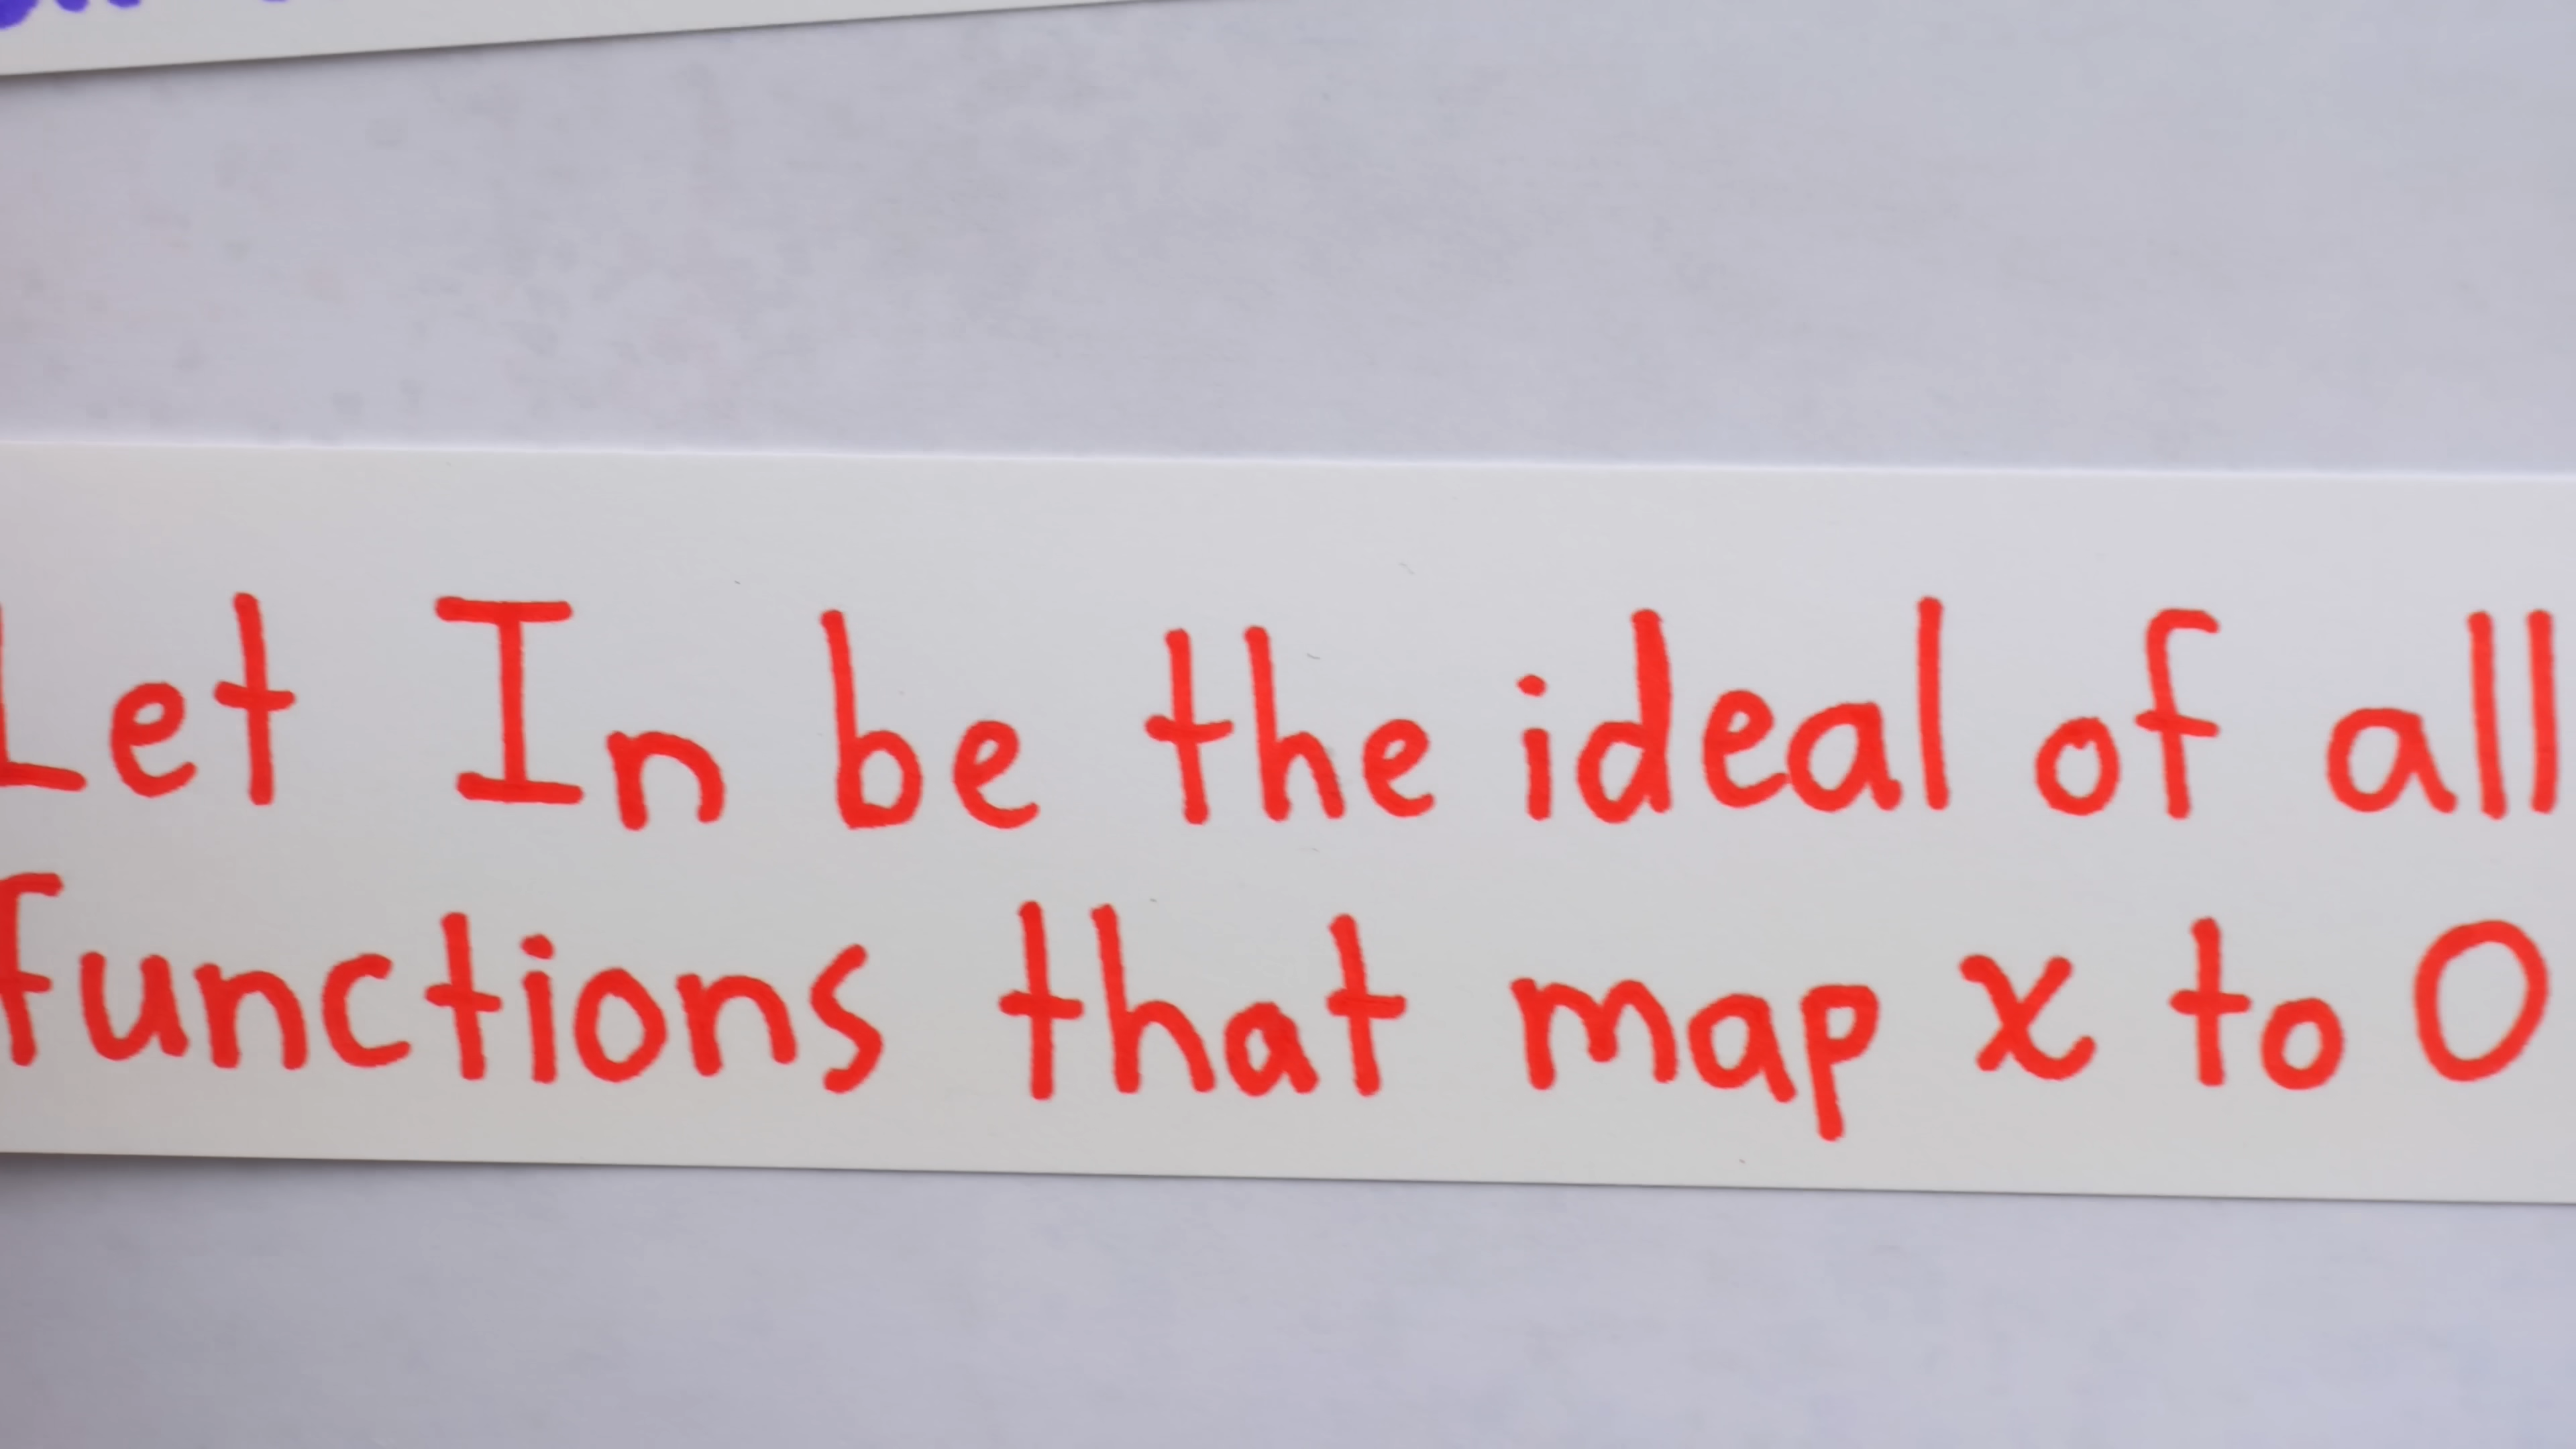 Let In be the ideal of all
functions that map x to 0